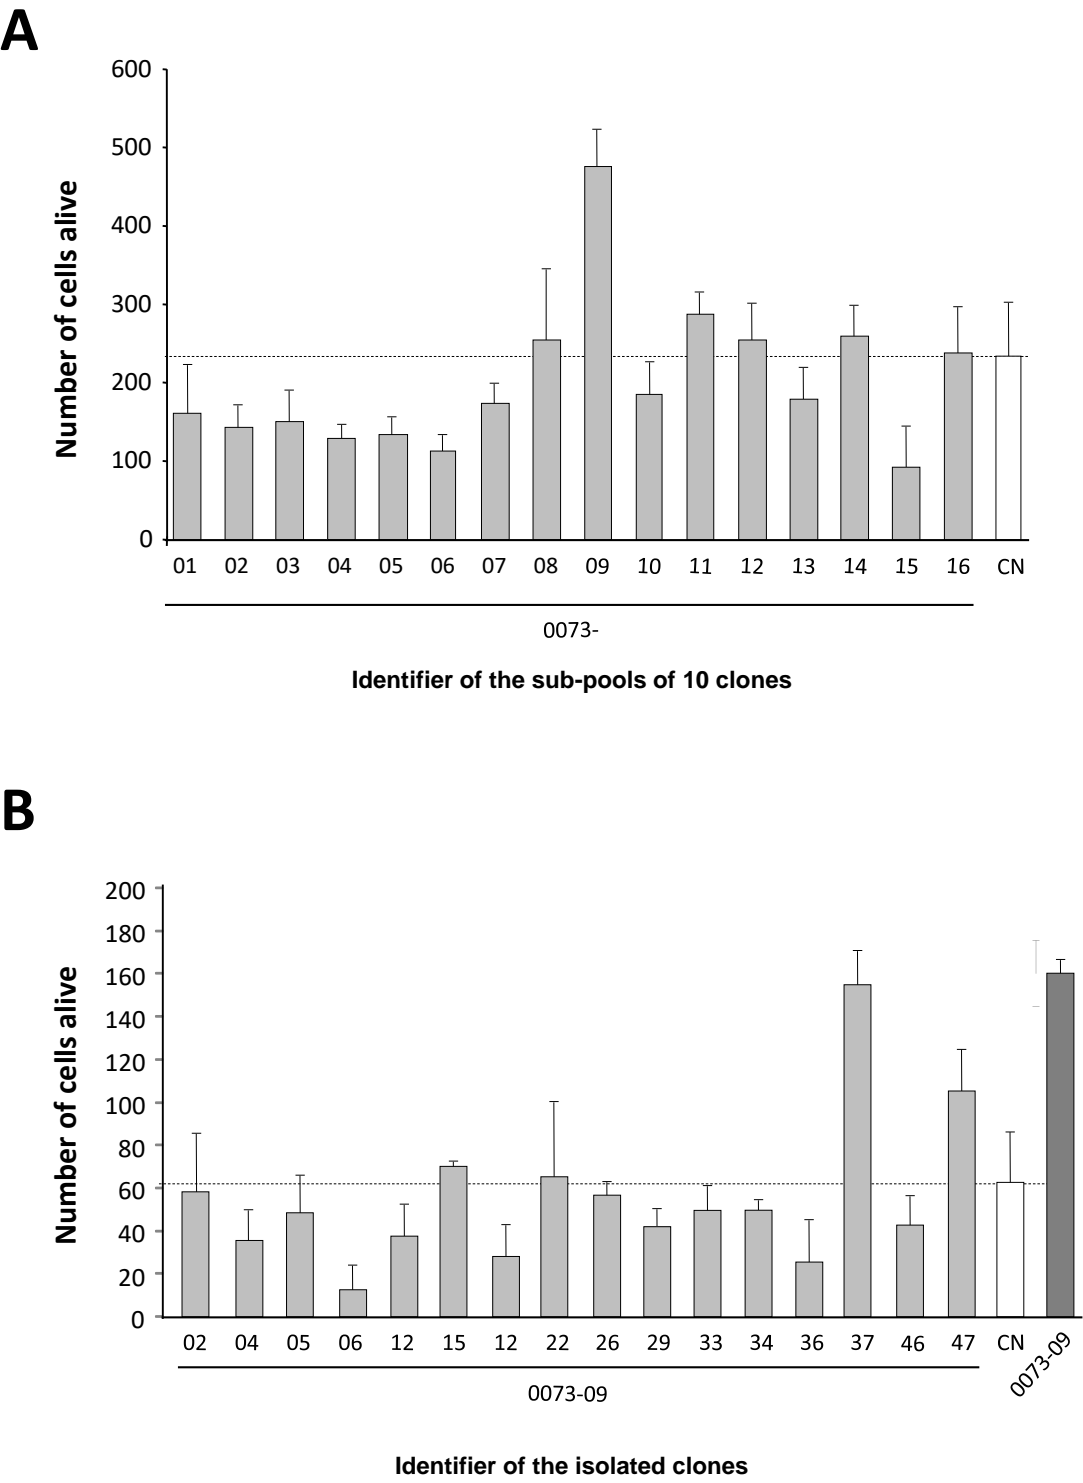 A
Number of cells alive
600
500
400
300
200
100
0
01 02 03 04 05 06 07 08 09 10 11 12 13 14 15 16 CN
0073-
Identifier of the sub-pools of 10 clones
B
Number of cells alive
200
180
160
140
120
100
80
60
40
20
0
02 04 05 06 12 15 12 22 26 29 33 34 36 37 46 47 CN 0073-09
0073-09
Identifier of the isolated clones